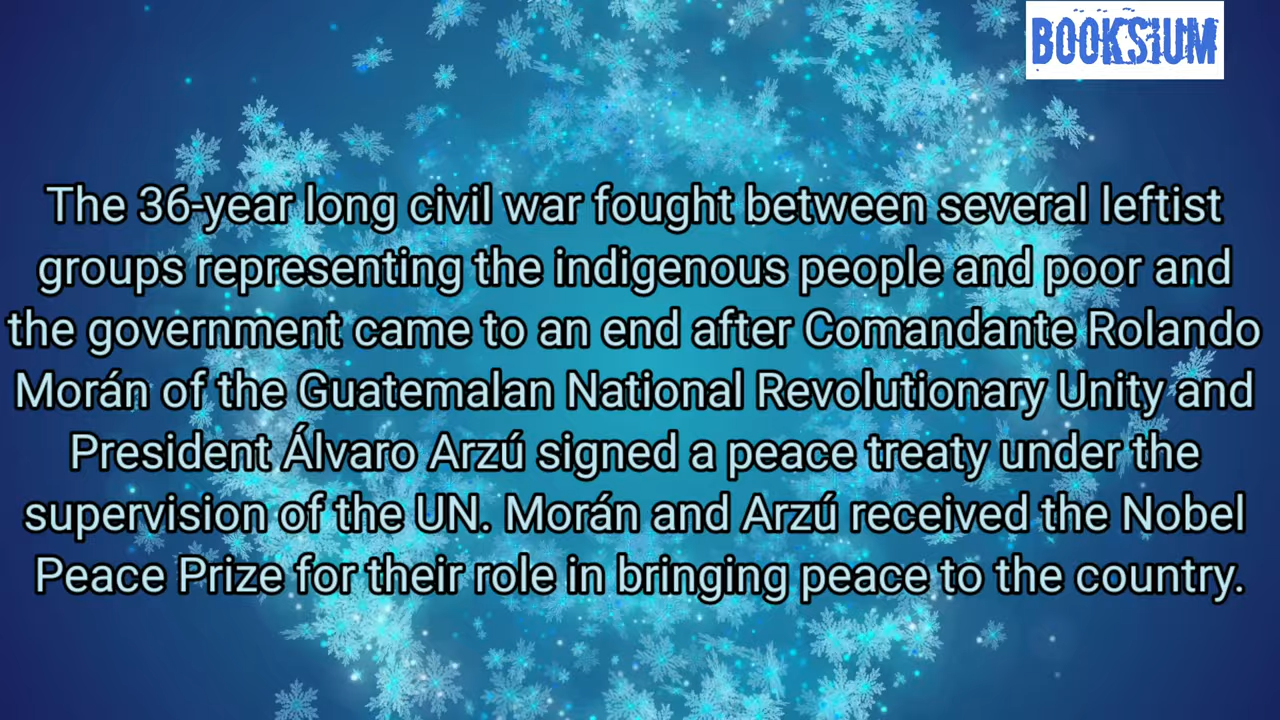 BOOKSIUM
The 36-year long civil war fought between several leftist
groups representing the indigenous people and poor and
the government came to an end after Comandante Rolando
Morán of the Guatemalan National Revolutionary Unity and
President Álvaro Arzú signed a peace treaty under the
supervision of the UN. Morán and Arzú received the Nobel
Peace Prize for their role in bringing peace to the country.